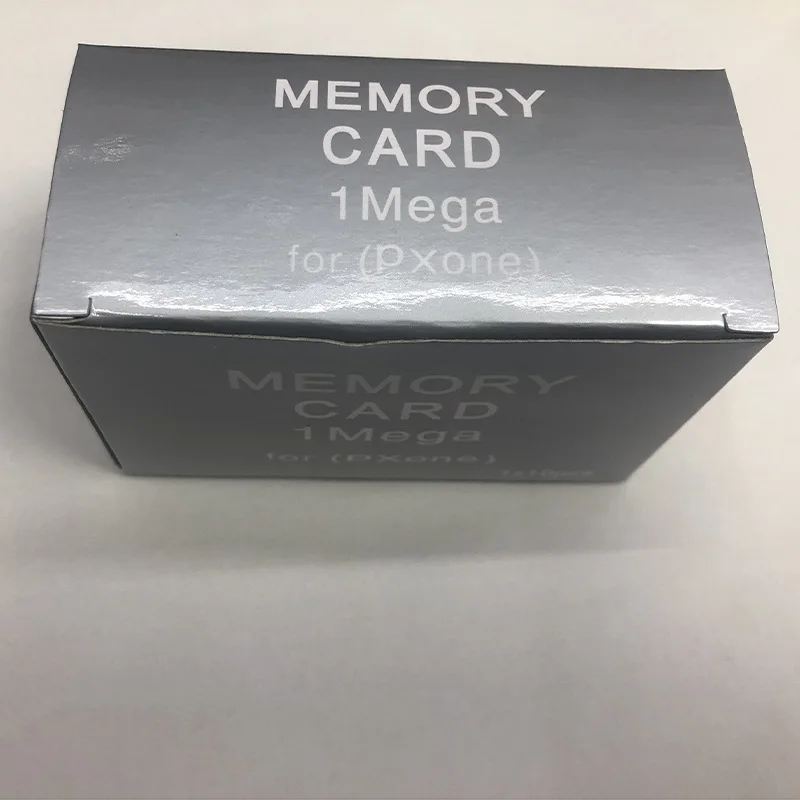 MEMORY
CARD
1Mega
for (PXone)
MEMORY
CARD
1Mega
for (PXone)